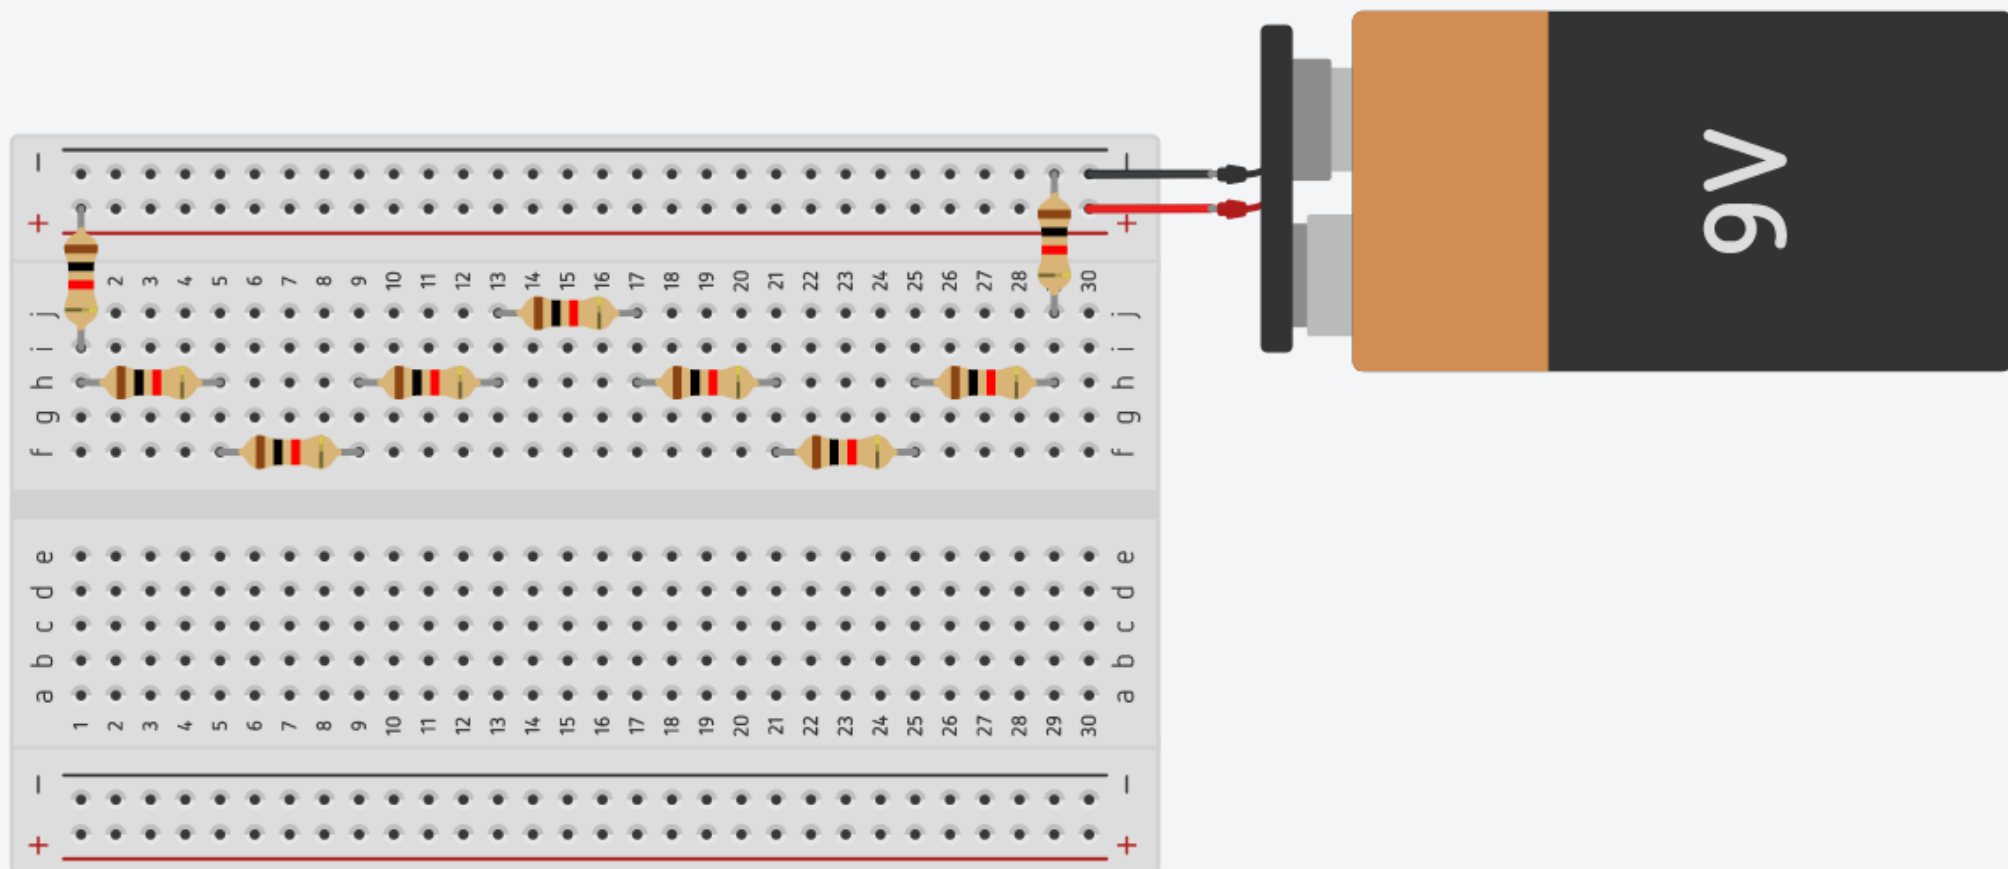 9V
− −
+ +
1 2 3 4 5 6 7 8 9 10 11 12 13 14 15 16 17 18 19 20 21 22 23 24 25 26 27 28 30
j j
i i
h h
g g
f f
e e
d d
c c
b b
a a
1 2 3 4 5 6 7 8 9 10 11 12 13 14 15 16 17 18 19 20 21 22 23 24 25 26 27 28 29 30
− −
+ +